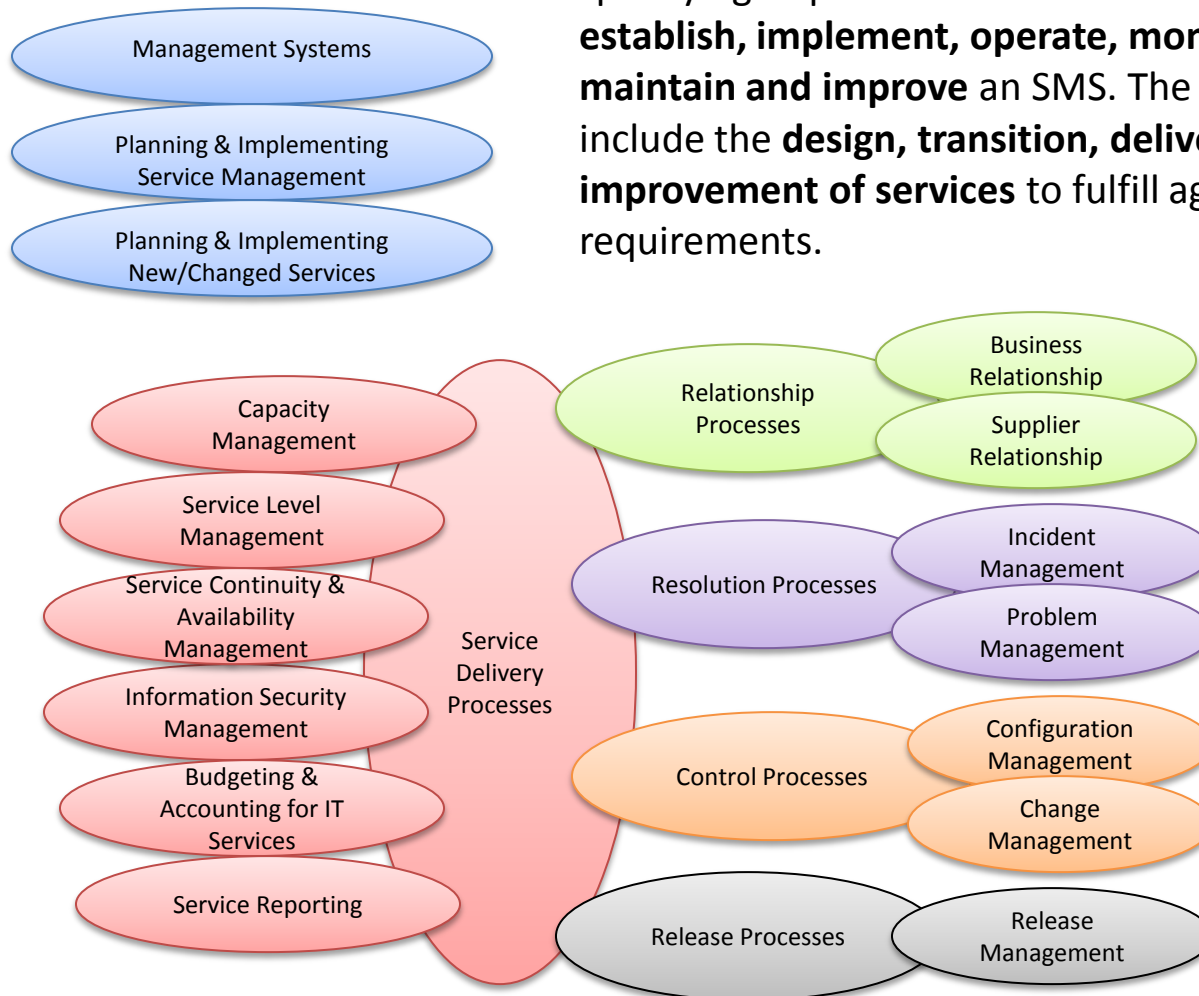 Management Systems
Planning & Implementing
Service Management
Planning & Implementing
New/Changed Services
establish, implement, operate,
maintain and improve an SMS. The
include the design, transition,
improvement of services to fulfill
requirements.
Capacity
Management
Service Level
Management
Service Continuity &
Availability
Management
Information Security
Management
Budgeting &
Accounting for IT
Services
Service Reporting
Service
Delivery
Processes
Relationship
Processes
Business
Relationship
Supplier
Relationship
Resolution Processes
Incident
Management
Problem
Management
Control Processes
Configuration
Management
Change
Management
Release Processes
Release
Management